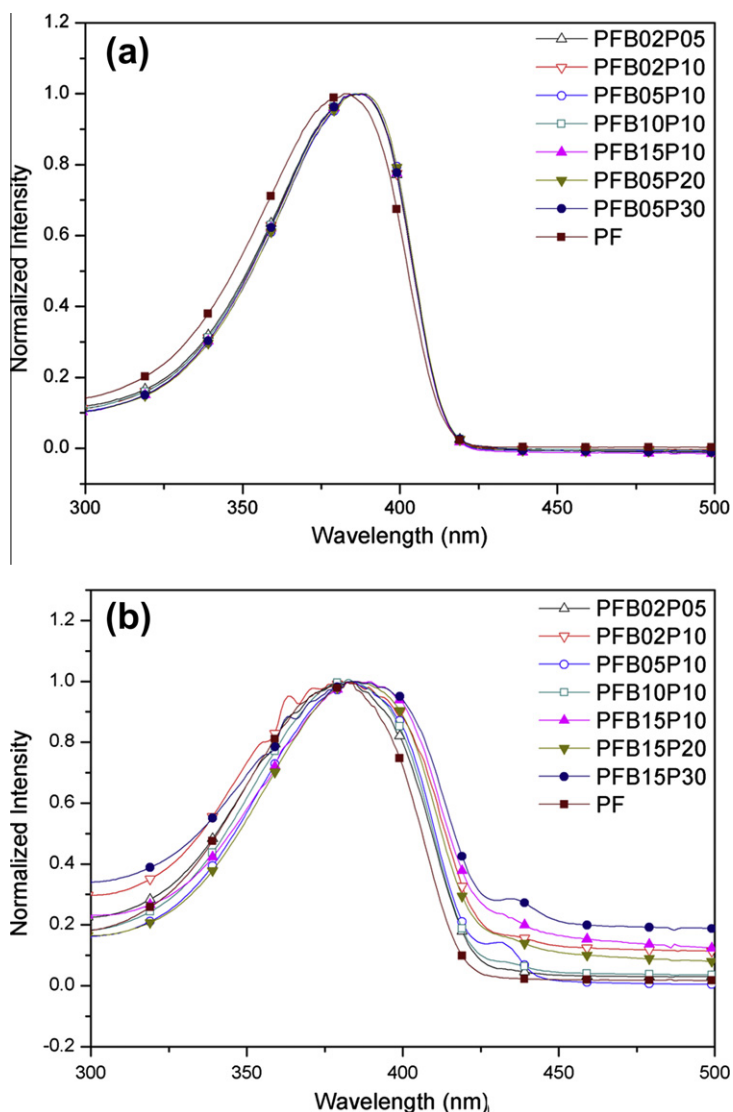 (a)
PFB02P05
PFB02P10
PFB05P10
PFB10P10
PFB15P10
PFB05P20
PFB05P30
PF
Normalized Intensity
1.2
1.0
0.8
0.6
0.4
0.2
0.0
300
350
400
450
500
Wavelength (nm)
(b)
PFB02P05
PFB02P10
PFB05P10
PFB10P10
PFB15P10
PFB15P20
PFB15P30
PF
Normalized Intensity
1.2
1.0
0.8
0.6
0.4
0.2
0.0
-0.2
300
350
400
450
500
Wavelength (nm)